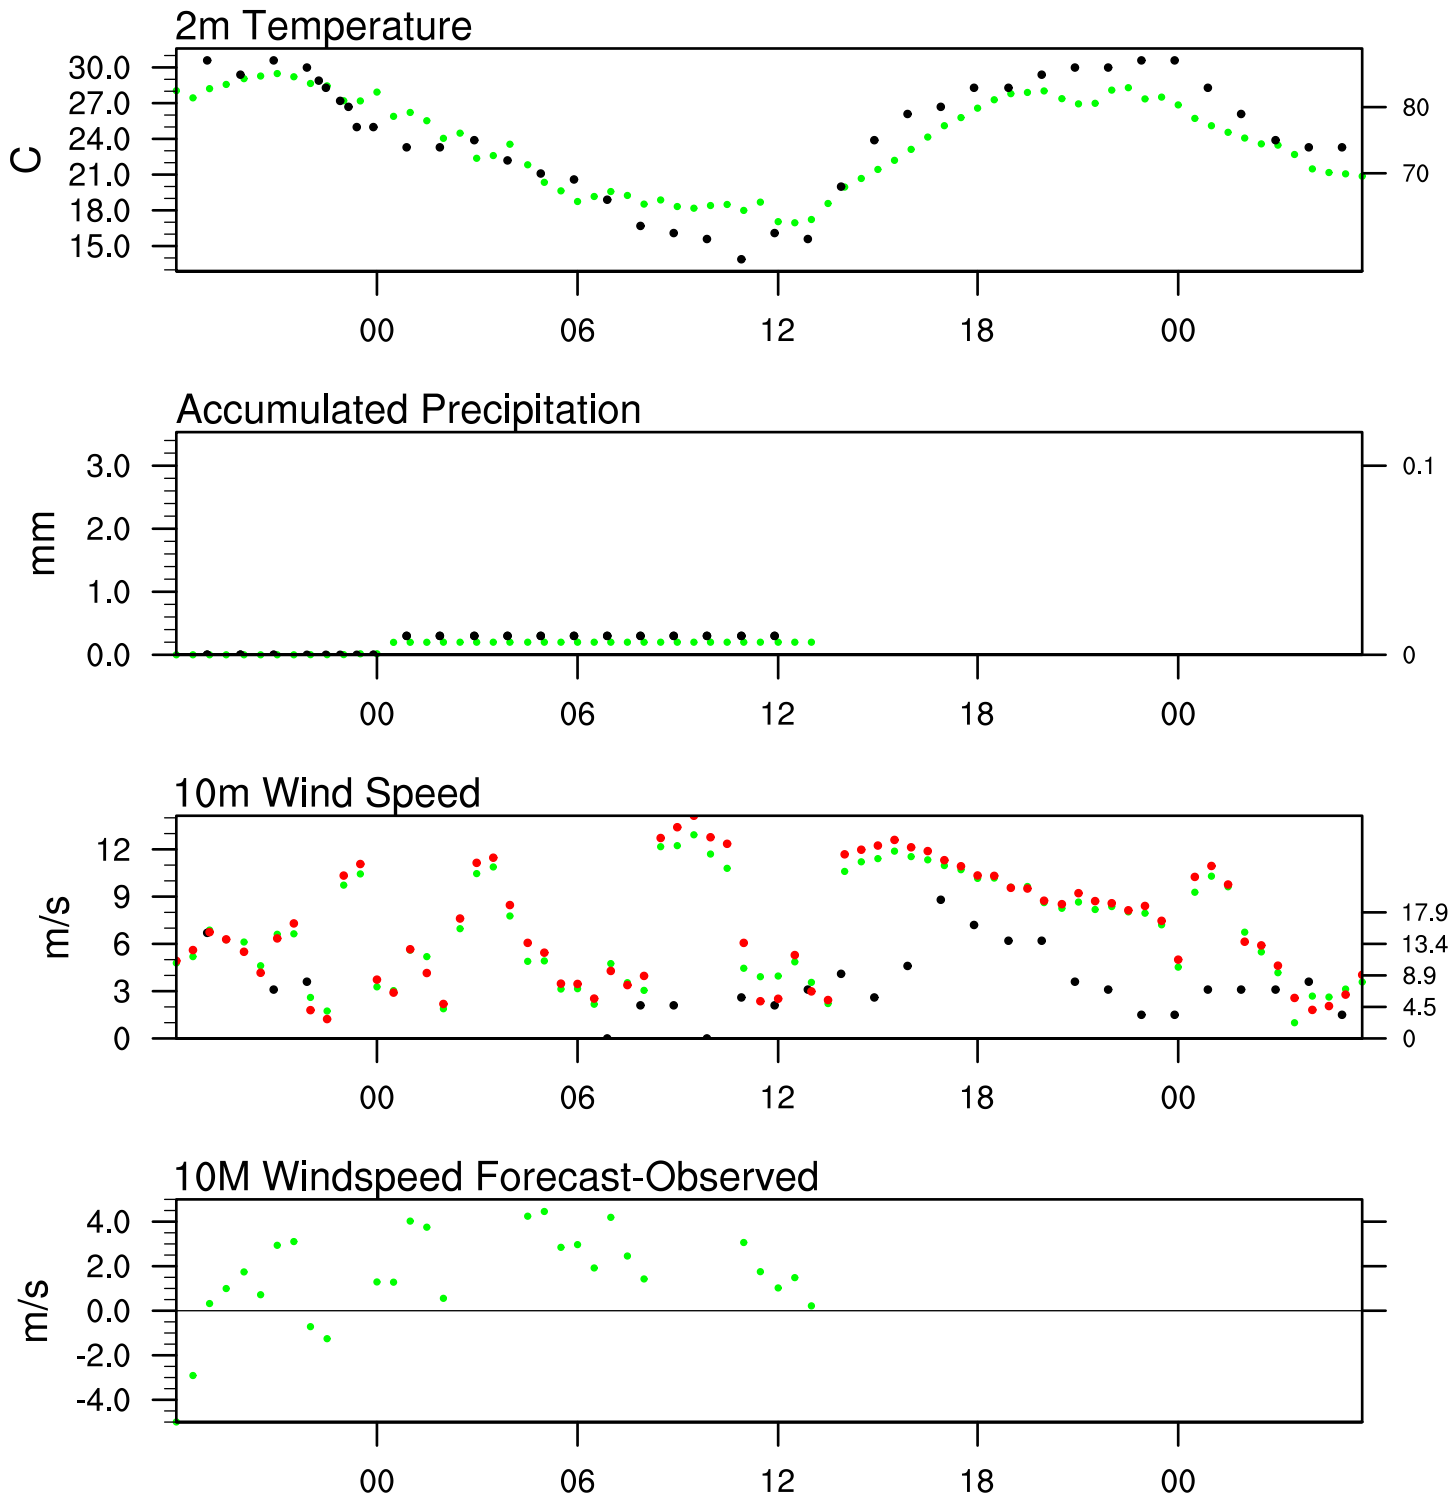 2m Temperature
30.0
27.0
24.0
21.0
18.0
15.0
C
80
70
00 06 12 18 00
Accumulated Precipitation
3.0
2.0
1.0
0.0
mm
0.1
0
00 06 12 18 00
10m Wind Speed
12
9
6
3
0
m/s
17.9
13.4
8.9
4.5
0
00 06 12 18 00
10M Windspeed Forecast-Observed
4.0
2.0
0.0
-2.0
-4.0
m/s
00 06 12 18 00